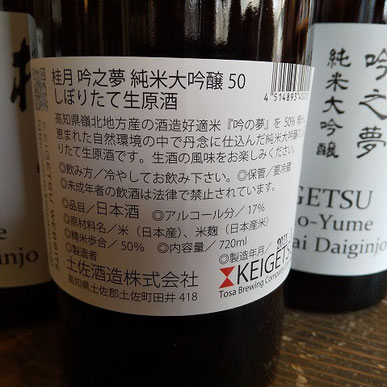 桂月 吟之夢 純米大吟醸 50
しぼりたて生原酒
高知県嶺北地方産の酒造好適米『吟の夢』を 50% 精米
恵まれた自然環境の中で丹念に仕込んだ純米大吟醸
りたて生原酒です。生酒の風味をお楽しみください
◎飲み方／冷やしてお飲み下さい。◎保管／要冷蔵
◎未成年者の飲酒は法律で禁止されています
◎品目／日本酒 ◎アルコール分／17%
◎原材料名／米（日本産）、米麹（日本産米）
◎精米歩合／50% ◎内容量／720ml
◎製造者 ◎製造年月／
土佐酒造株式会社
高知県土佐郡土佐町田井 418
KEIGETSU
Tosa Brewing Company
4 514893
KEIGETSU WEBSITE
Yume
ai Daiginjo
吟之夢
純米大吟醸
GETSU
o-Yume
ai Daiginjo